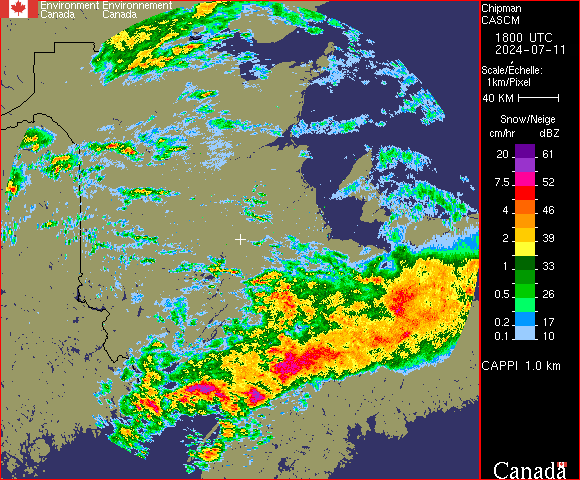 Environment Environnement
Canada Canada
Chipman
CASCM
1800 UTC
2024-07-11
Scale/Échelle:
1km/Pixel
40 KM
Snow/Neige
cm/hr dBZ
20 61
7.5 52
4 46
2 39
1 33
0.5 26
0.2 17
0.1 10
CAPPI 1.0 km
Canada